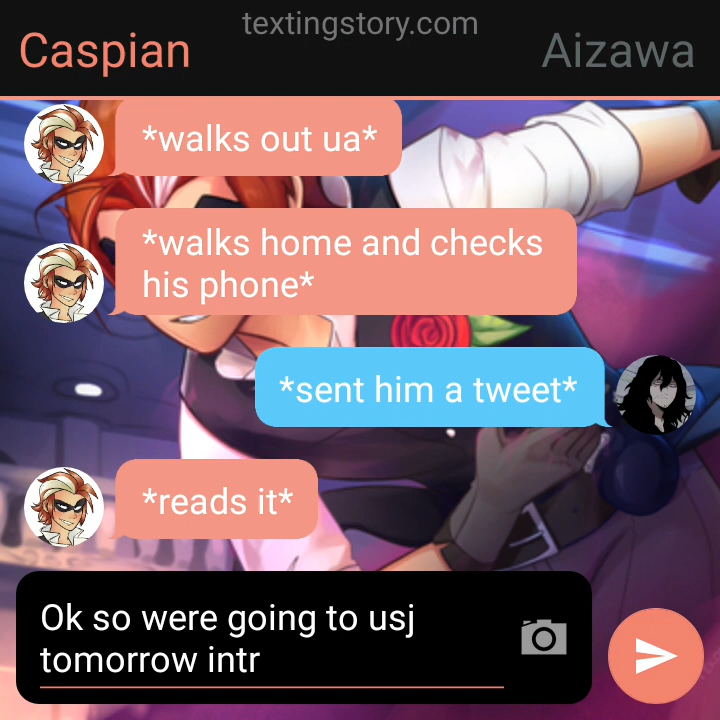 textingstory.com
Caspian
Aizawa
*walks out ua*
*walks home and checks
his phone*
*sent him a tweet*
*reads it*
Ok so were going to usj
tomorrow intr